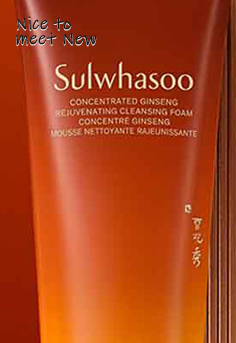 Nice to
meet New
Sulwhasoo
CONCENTRATED GINSENG
REJUVENATING CLEANSING FOAM
CONCENTRÉ GINSENG
MOUSSE NETTOYANTE RAJEUNISSANTE